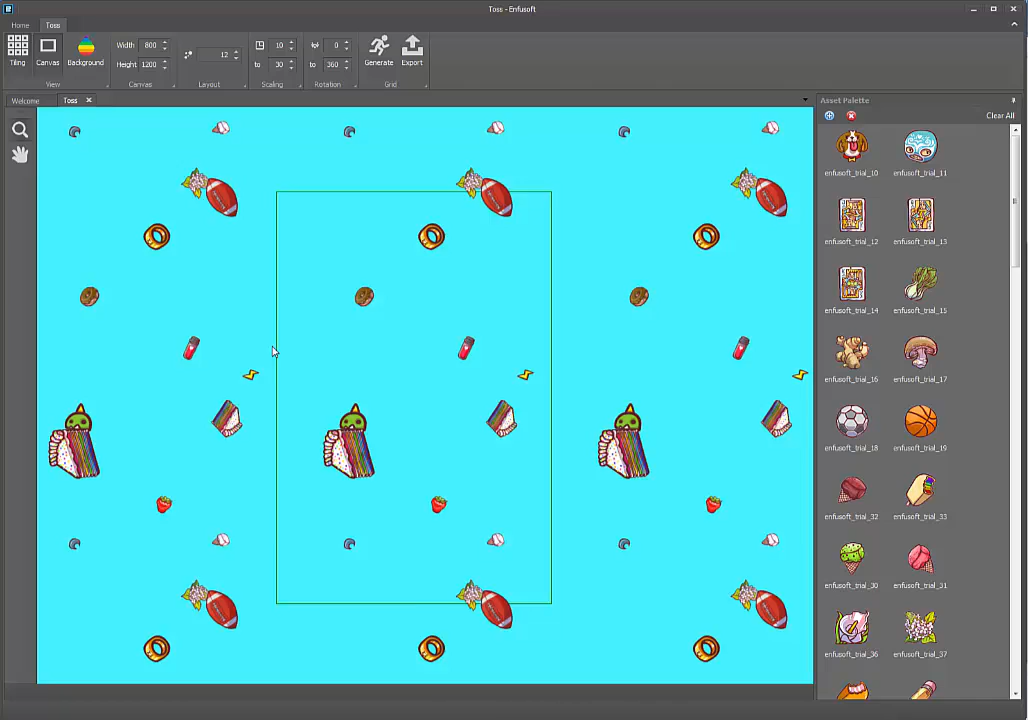 Toss - Enfusoft
Home Toss
Tiling Canvas Background
Width 800
Height 1200
12
10
to 30
0
to 360
Generate Export
View Canvas Layout Scaling Rotation Grid
Welcome Toss
Asset Palette
Clear All
enfusoft_trial_10 enfusoft_trial_11
enfusoft_trial_12 enfusoft_trial_13
enfusoft_trial_14 enfusoft_trial_15
enfusoft_trial_16 enfusoft_trial_17
enfusoft_trial_18 enfusoft_trial_19
enfusoft_trial_32 enfusoft_trial_33
enfusoft_trial_30 enfusoft_trial_31
enfusoft_trial_36 enfusoft_trial_37